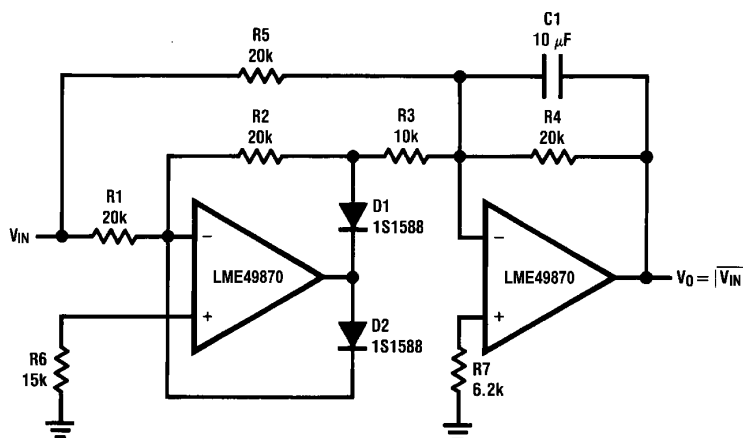 C1
10 μF
R5
20k
R2
20k
R3
10k
R4
20k
R1
20k
VIN
D1
1S1588
−
LME49870
+
−
LME49870
+
VO = |VIN|
D2
1S1588
R6
15k
R7
6.2k